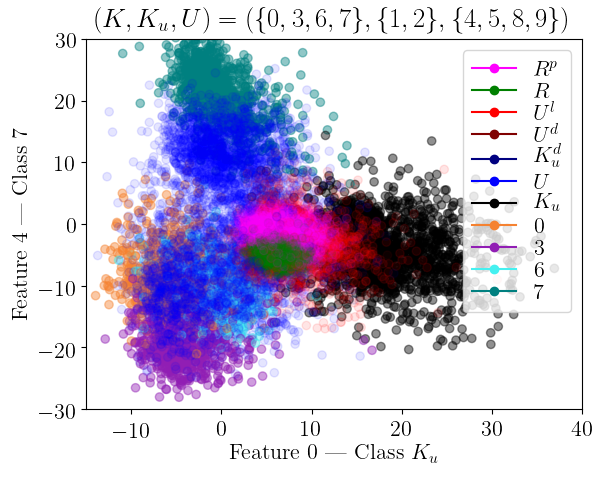 (K, K_u, U) = ({0, 3, 6, 7}, {1, 2}, {4, 5, 8, 9})
30
20
10
0
−10
−20
−30
Feature 4 — Class 7
R^p
R
U^l
U^d
K_u^d
U
K_u
0
3
6
7
−10
0
10
20
30
40
Feature 0 — Class K_u